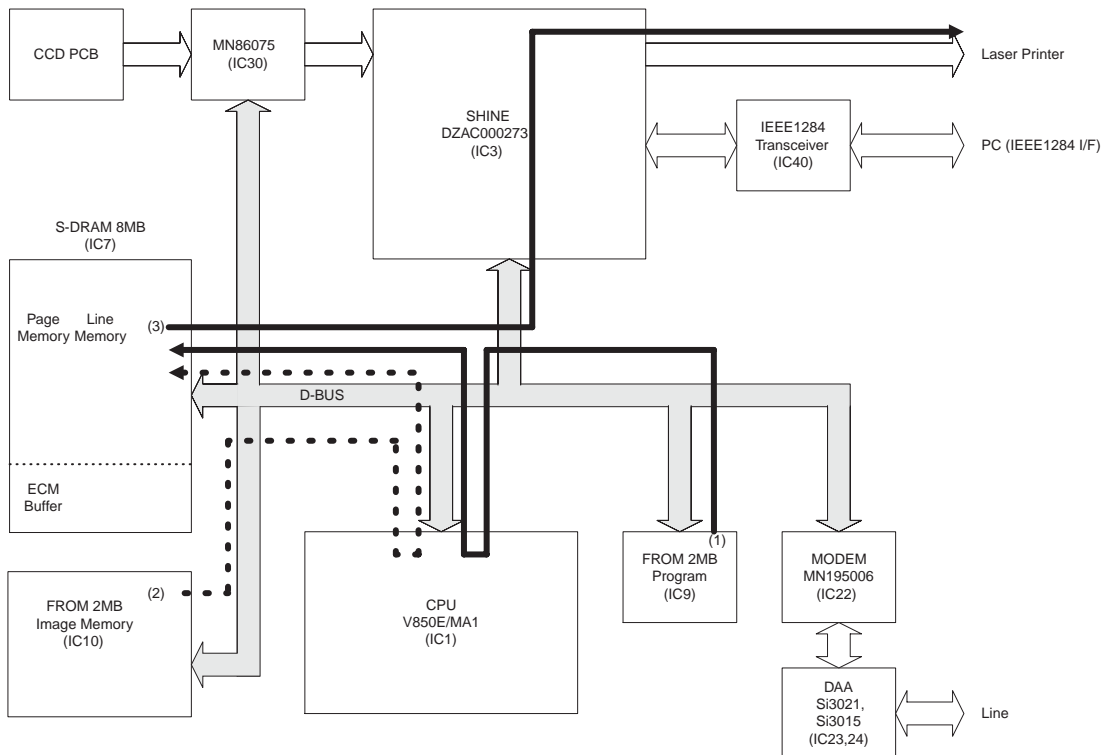 CCD PCB
MN86075
(IC30)
SHINE
DZAC000273
(IC3)
Laser Printer
IEEE1284
Transceiver
(IC40)
PC (IEEE1284 I/F)
S-DRAM 8MB
(IC7)
Page Line
Memory Memory
(3)
D-BUS
ECM
Buffer
(1)
FROM 2MB
Program
(IC9)
MODEM
MN195006
(IC22)
(2)
FROM 2MB
Image Memory
(IC10)
CPU
V850E/MA1
(IC1)
DAA
Si3021,
Si3015
(IC23,24)
Line